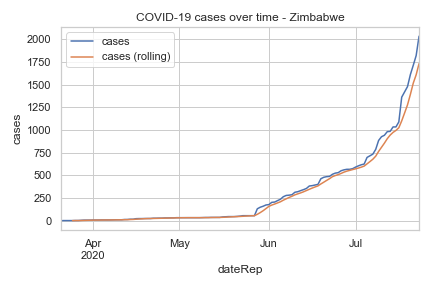 COVID-19 cases over time - Zimbabwe
cases
cases (rolling)
2000
1750
1500
1250
1000
750
500
250
0
cases
Apr
2020
May
Jun
Jul
dateRep